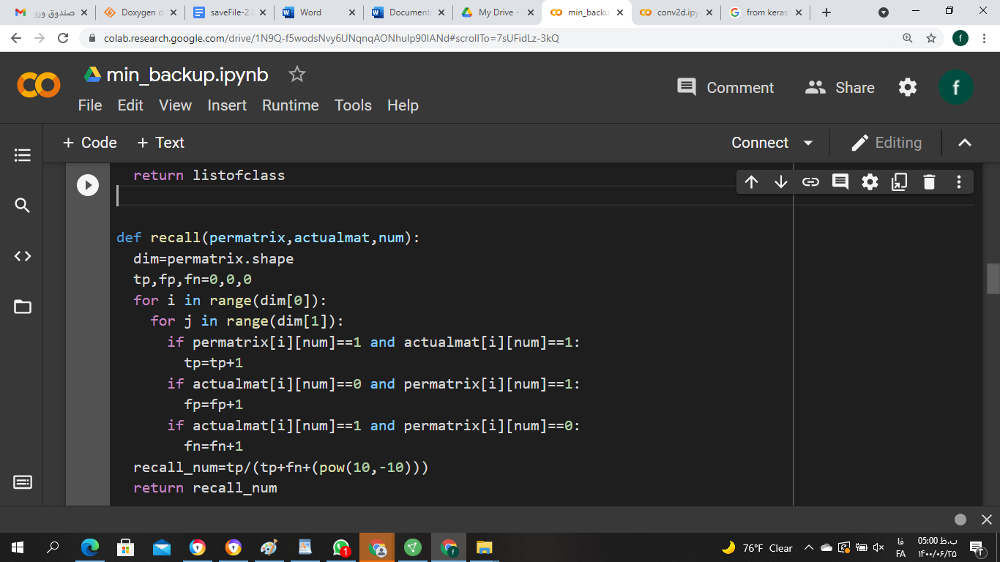 صندوق ورو
Doxygen d
saveFile-2.
Word
Document
My Drive -
min_backu
conv2d.ipy
from keras
colab.research.google.com/drive/1N9Q-f5wodsNvy6UNqnqAONhulp90lANd#scrollTo=7sUFidLz-3kQ
f
min_backup.ipynb
Comment
Share
f
File Edit View Insert Runtime Tools Help
+ Code + Text
Connect
Editing
return listofclass
def recall(permatrix,actualmat,num):
dim=permatrix.shape
tp,fp,fn=0,0,0
for i in range(dim[0]):
for j in range(dim[1]):
if permatrix[i][num]==1 and actualmat[i][num]==1:
tp=tp+1
if actualmat[i][num]==0 and permatrix[i][num]==1:
fp=fp+1
if actualmat[i][num]==1 and permatrix[i][num]==0:
fn=fn+1
recall_num=tp/(tp+fn+(pow(10,-10)))
return recall_num
1
f
76°F Clear
فا
FA
05:00 ب.ظ
۱۴۰۰/۰۶/۲۵